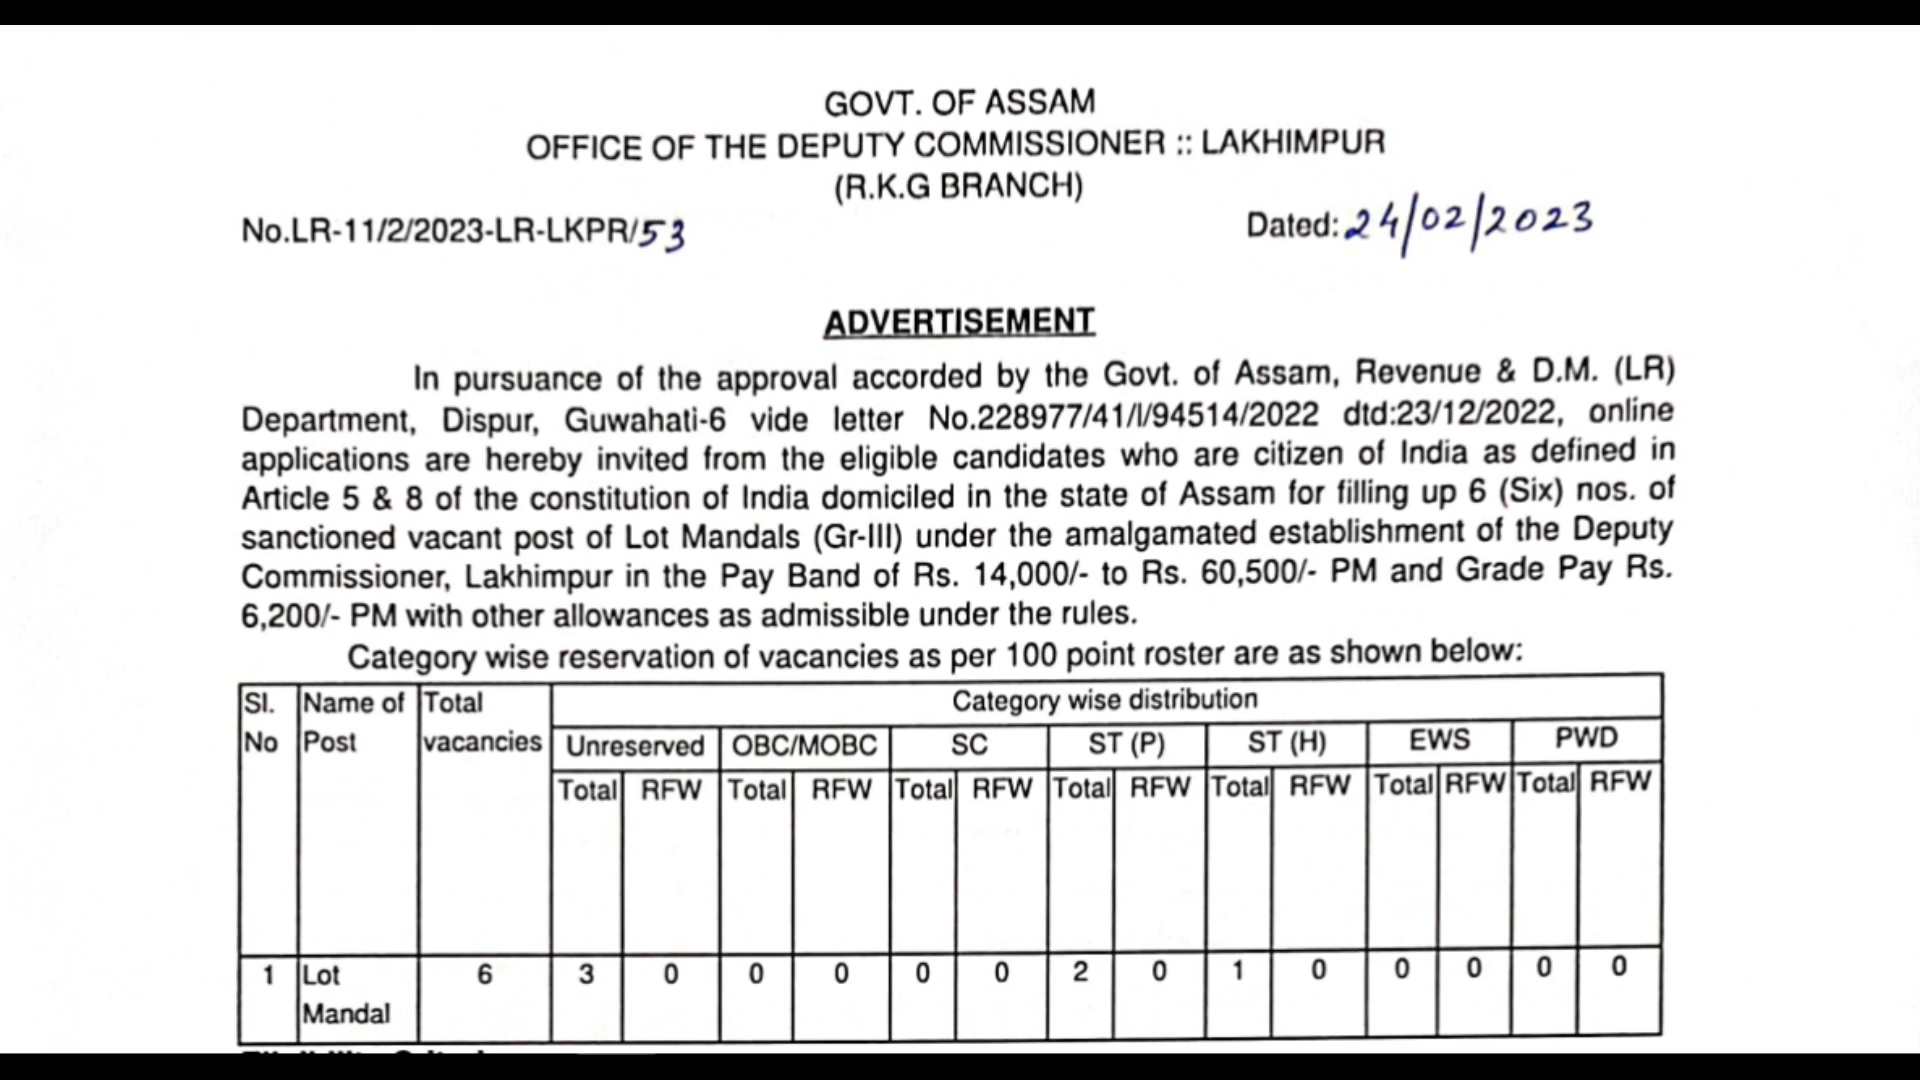 GOVT. OF ASSAM
OFFICE OF THE DEPUTY COMMISSIONER :: LAKHIMPUR
(R.K.G BRANCH)
No.LR-11/2/2023-LR-LKPR/53 Dated: 24/02/2023
ADVERTISEMENT
In pursuance of the approval accorded by the Govt. of Assam, Revenue & D.M. (LR)
Department, Dispur, Guwahati-6 vide letter No.228977/41/I/94514/2022 dtd:23/12/2022, online
applications are hereby invited from the eligible candidates who are citizen of India as defined in
Article 5 & 8 of the constitution of India domiciled in the state of Assam for filling up 6 (Six) nos. of
sanctioned vacant post of Lot Mandals (Gr-III) under the amalgamated establishment of the Deputy
Commissioner, Lakhimpur in the Pay Band of Rs. 14,000/- to Rs. 60,500/- PM and Grade Pay Rs.
6,200/- PM with other allowances as admissible under the rules.
Category wise reservation of vacancies as per 100 point roster are as shown below:
Sl. Name of Total Category wise distribution
No Post vacancies Unreserved OBC/MOBC SC ST (P) ST (H) EWS PWD
Total RFW Total RFW Total RFW Total RFW Total RFW Total RFW Total RFW
1 Lot 6 3 0 0 0 0 0 2 0 1 0 0 0 0 0
Mandal